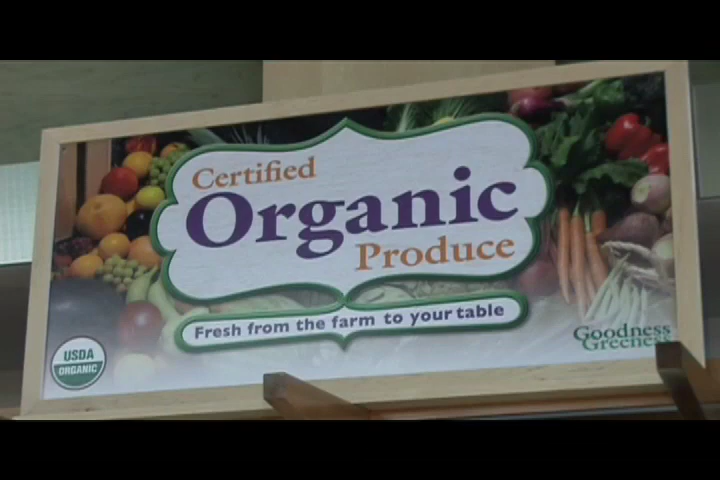 Certified
Organic
Produce
Fresh from the farm to your table
USDA
ORGANIC
Goodness
Greeness